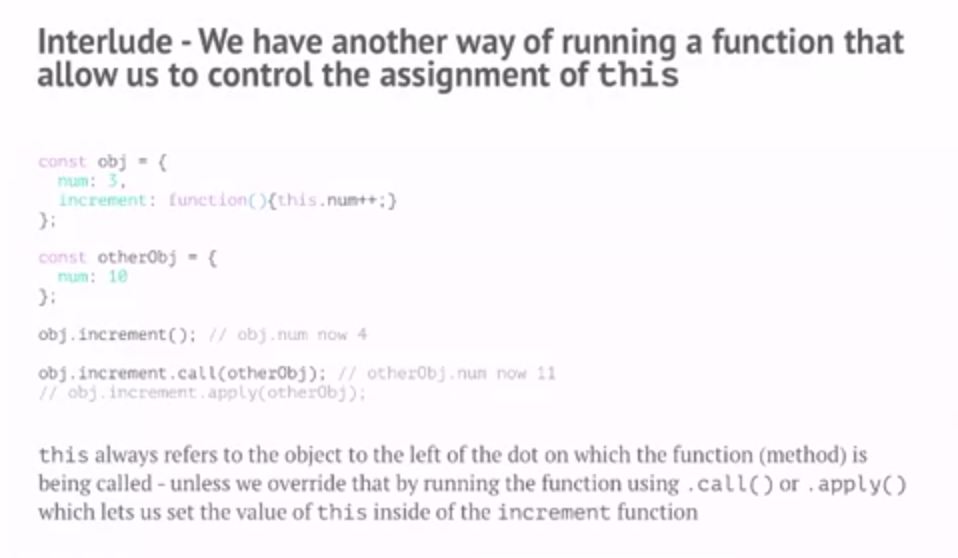 Interlude - We have another way of running a function that
allow us to control the assignment of this
const obj = {
  num: 3,
  increment: function(){this.num++;}
};
const otherObj = {
  num: 10
};
obj.increment(); // obj.num now 4
obj.increment.call(otherObj); // otherObj.num now 11
// obj.increment.apply(otherObj);
this always refers to the object to the left of the dot on which the function (method) is
being called - unless we override that by running the function using .call() or .apply()
which lets us set the value of this inside of the increment function